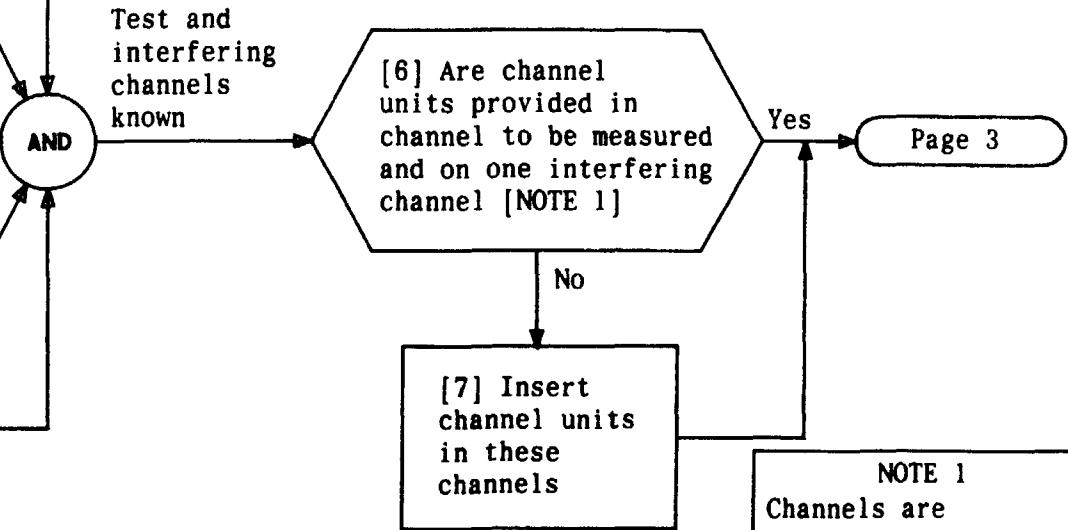 Test and
interfering
channels
known
AND
[6] Are channel
units provided in
channel to be measured
and on one interfering
channel [NOTE 1]
Yes
Page 3
No
[7] Insert
channel units
in these
channels
NOTE 1
Channels are